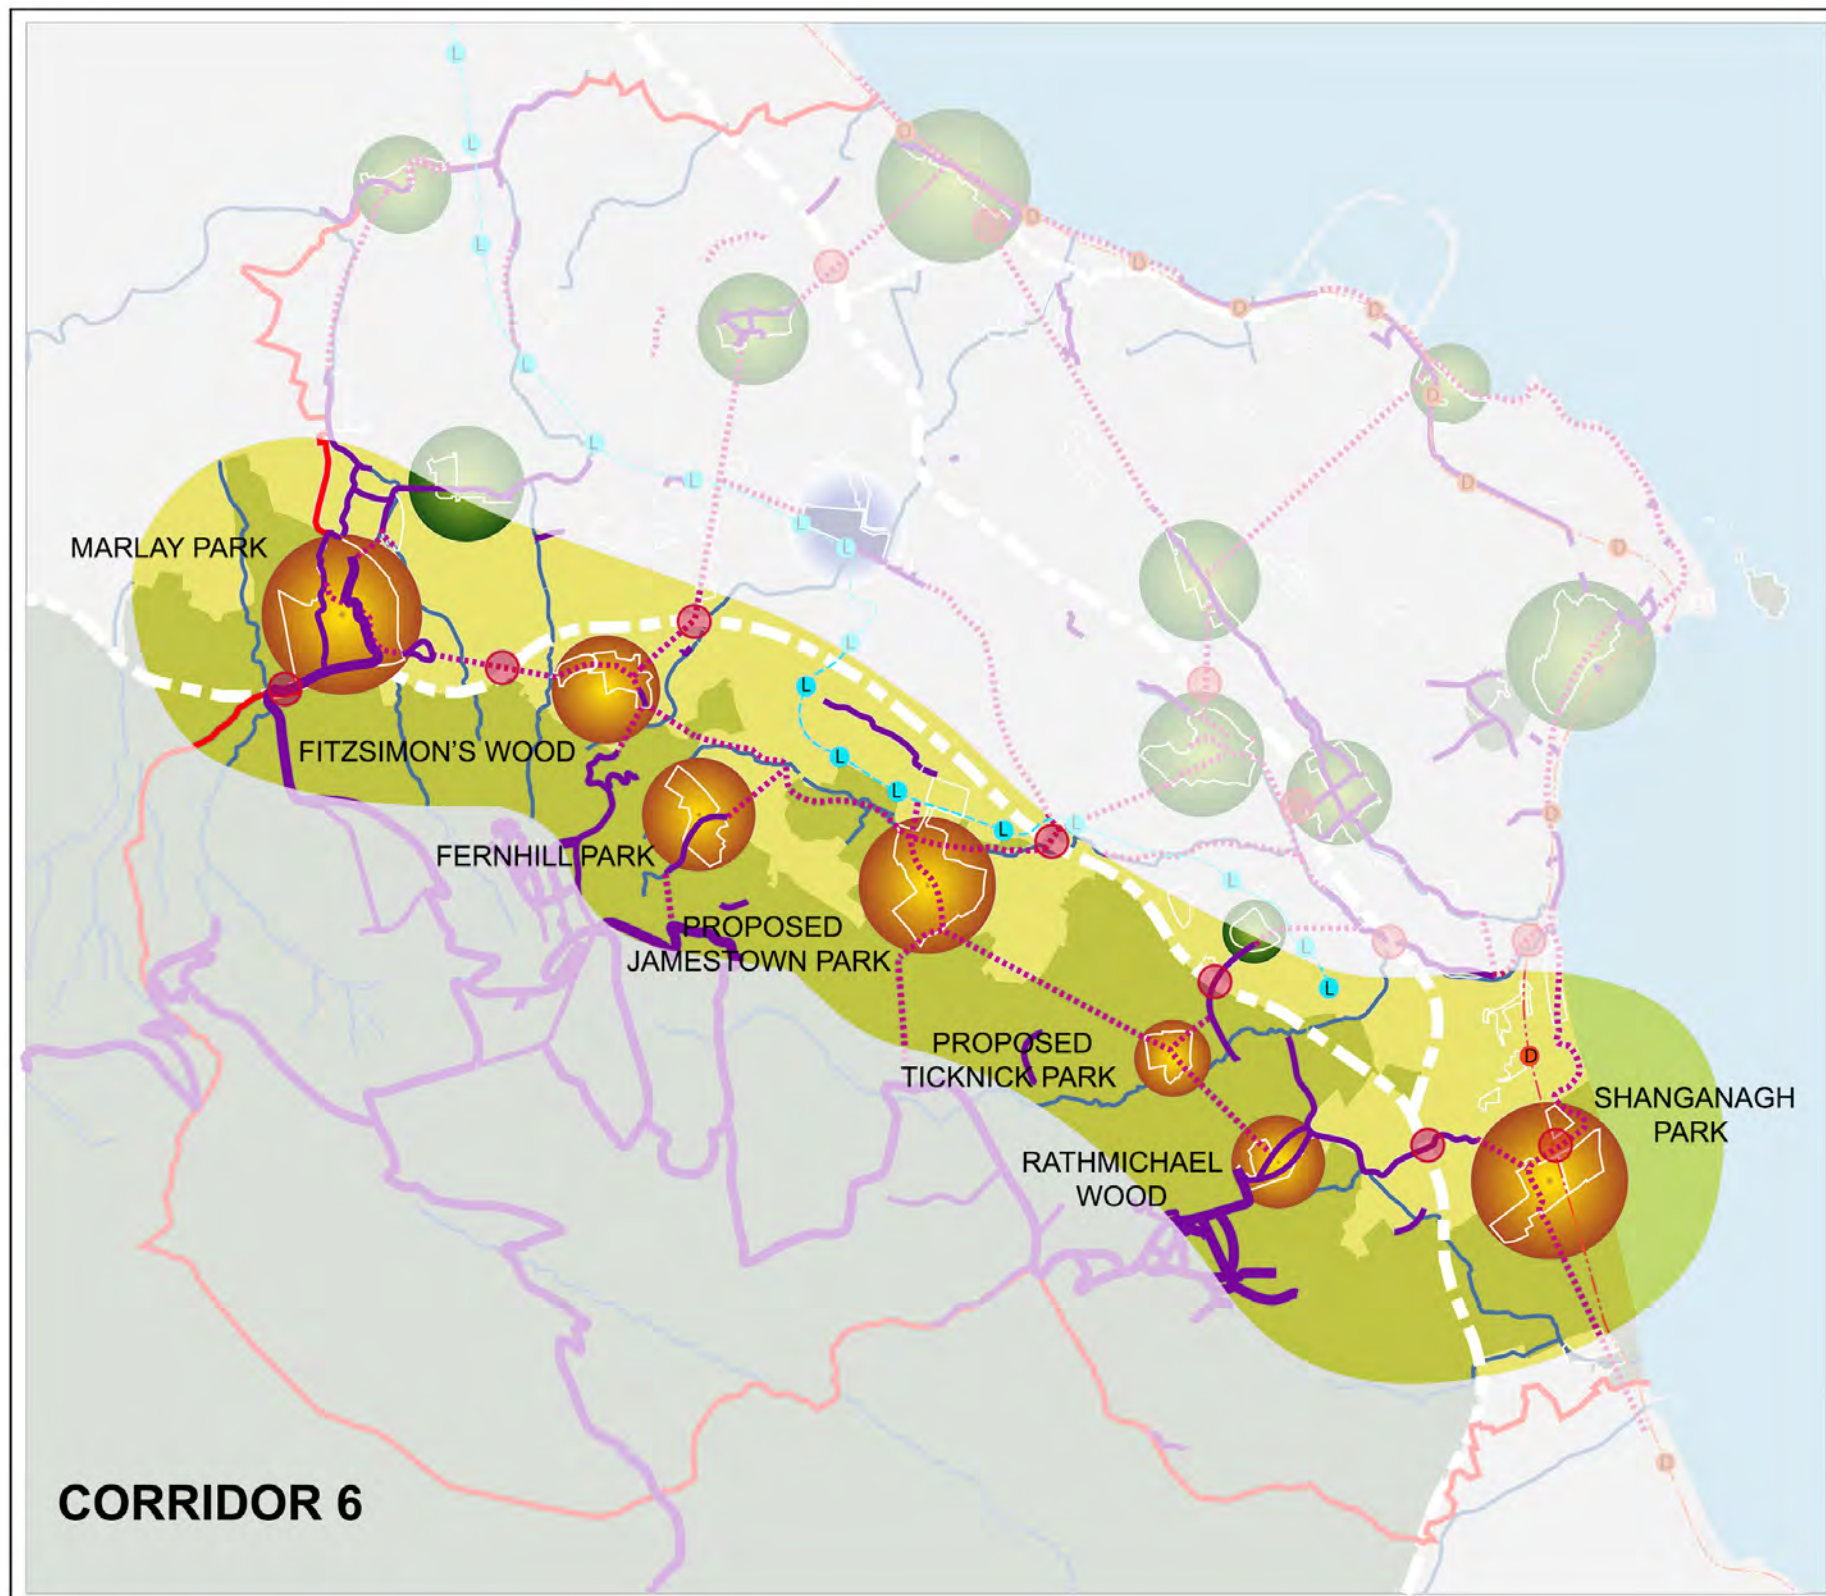 L
L
D
L
D
D
D
D
L
D
L
L
D
L
L
D
MARLAY PARK
L
L
L
FITZSIMON'S WOOD
L
L
D
L
L
FERNHILL PARK
L
PROPOSED
JAMESTOWN PARK
L
L
PROPOSED
TICKNICK PARK
D
SHANGANAGH
PARK
RATHMICHAEL
WOOD
D
CORRIDOR 6